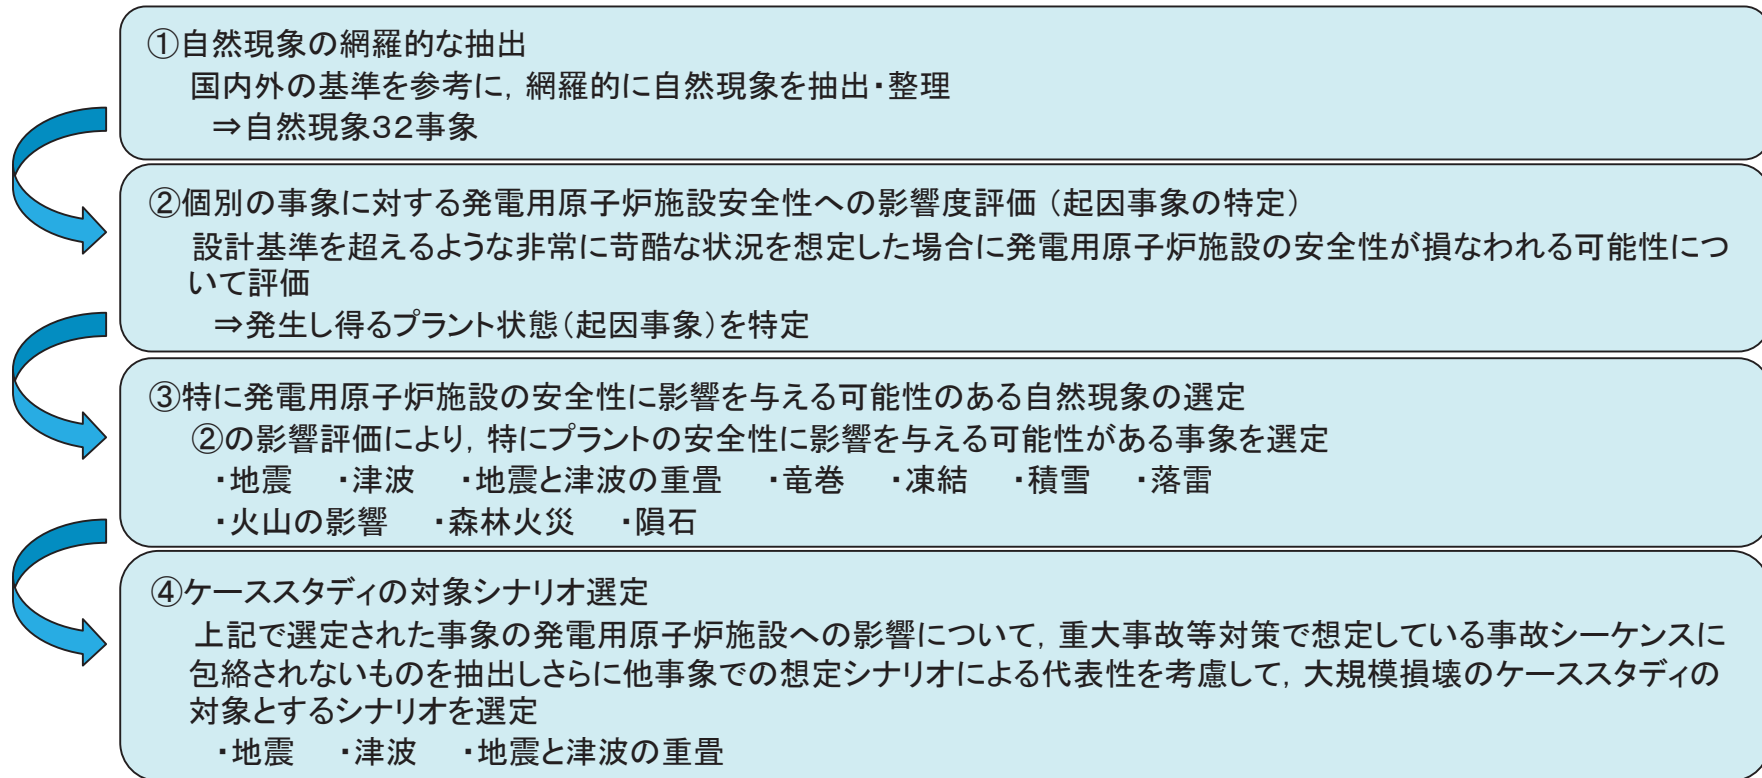 ①自然現象の網羅的な抽出
国内外の基準を参考に，網羅的に自然現象を抽出・整理
⇒自然現象３２事象
②個別の事象に対する発電用原子炉施設安全性への影響度評価（起因事象の特定）
設計基準を超えるような非常に苛酷な状況を想定した場合に発電用原子炉施設の安全性が損なわれる可能性につ
いて評価
⇒発生し得るプラント状態（起因事象）を特定
③特に発電用原子炉施設の安全性に影響を与える可能性のある自然現象の選定
②の影響評価により，特にプラントの安全性に影響を与える可能性がある事象を選定
・地震　・津波　・地震と津波の重畳　・竜巻　・凍結　・積雪　・落雷
・火山の影響　・森林火災　・隕石
④ケーススタディの対象シナリオ選定
上記で選定された事象の発電用原子炉施設への影響について，重大事故等対策で想定している事故シーケンスに
包絡されないものを抽出しさらに他事象での想定シナリオによる代表性を考慮して，大規模損壊のケーススタディの
対象とするシナリオを選定
・地震　・津波　・地震と津波の重畳